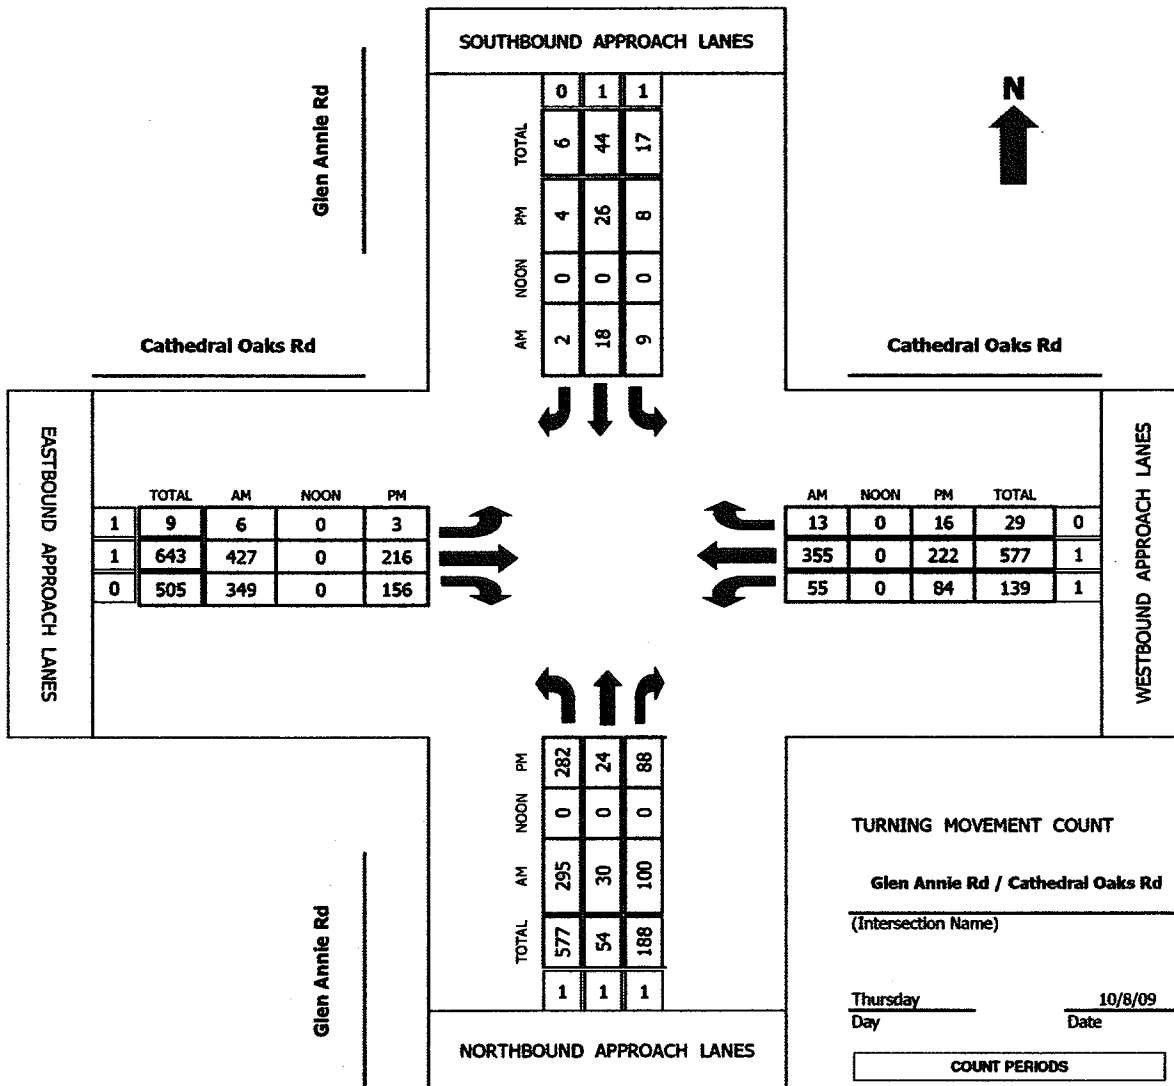 SOUTHBOUND APPROACH LANES
0 1 1
TOTAL 6 44 17
PM 4 26 8
NOON 0 0 0
AM 2 18 9
Glen Annie Rd
N
Cathedral Oaks Rd
Cathedral Oaks Rd
EASTBOUND APPROACH LANES
TOTAL AM NOON PM
1 9 6 0 3
1 643 427 0 216
0 505 349 0 156
AM NOON PM TOTAL
13 0 16 29 0
355 0 222 577 1
55 0 84 139 1
WESTBOUND APPROACH LANES
PM 282 24 88
NOON 0 0 0
AM 295 30 100
TOTAL 577 54 188
1 1 1
Glen Annie Rd
NORTHBOUND APPROACH LANES
TURNING MOVEMENT COUNT
Glen Annie Rd / Cathedral Oaks Rd
(Intersection Name)
Thursday 10/8/09
Day Date
COUNT PERIODS